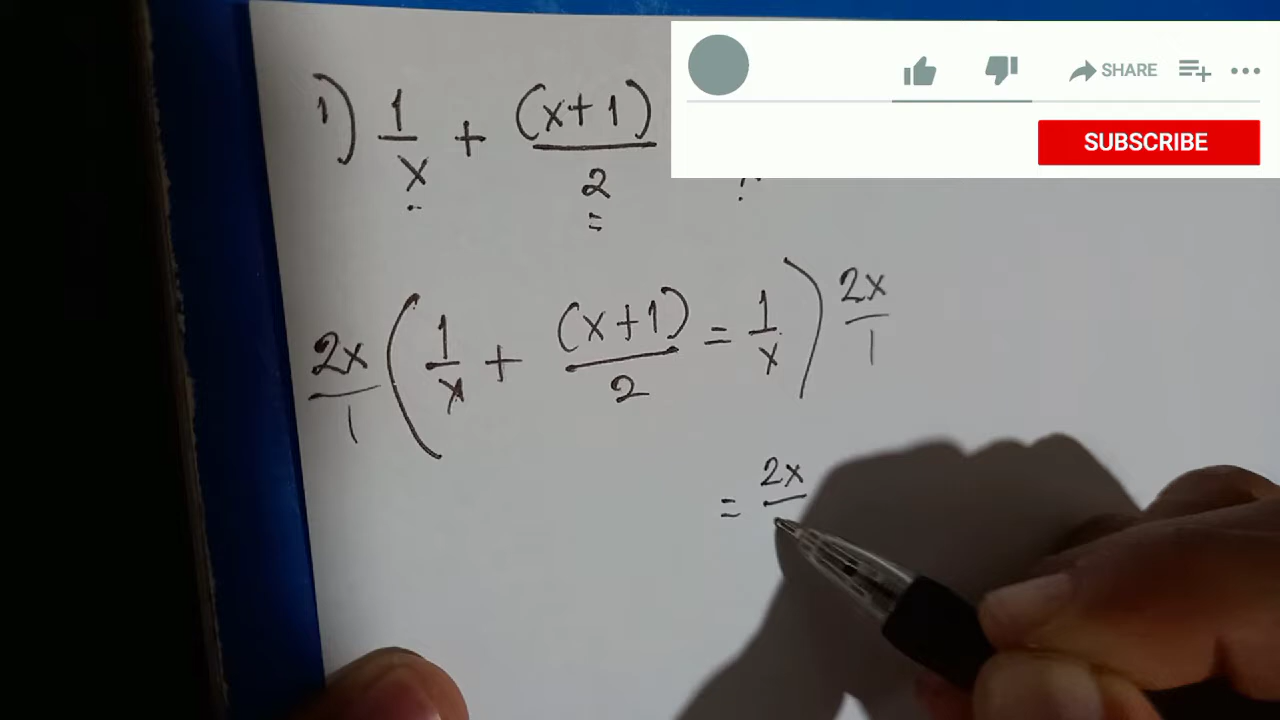 SHARE
SUBSCRIBE
1) 1/x + (x+1)/2
2x/1 ( 1/x + (x+1)/2 = 1/x ) 2x/1
= 2x